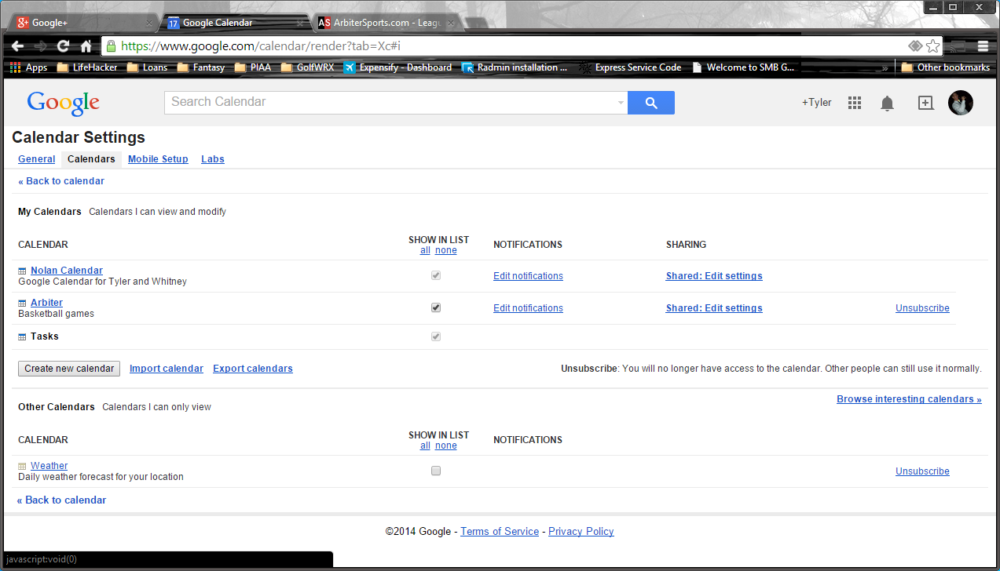 Google+
Google Calendar
ArbiterSports.com - Leagu
https://www.google.com/calendar/render?tab=Xc#i
Apps LifeHacker Loans Fantasy PIAA GolfWRX Expensify - Dashboard Radmin installation ... Express Service Code Welcome to SMB G... » Other bookmarks
Google Search Calendar +Tyler
Calendar Settings
General Calendars Mobile Setup Labs
« Back to calendar
My Calendars Calendars I can view and modify
CALENDAR SHOW IN LIST NOTIFICATIONS SHARING
all none
Nolan Calendar Edit notifications Shared: Edit settings
Google Calendar for Tyler and Whitney
Arbiter Edit notifications Shared: Edit settings Unsubscribe
Basketball games
Tasks
Create new calendar Import calendar Export calendars Unsubscribe: You will no longer have access to the calendar. Other people can still use it normally.
Browse interesting calendars »
Other Calendars Calendars I can only view
CALENDAR SHOW IN LIST NOTIFICATIONS
all none
Weather Unsubscribe
Daily weather forecast for your location
« Back to calendar
©2014 Google - Terms of Service - Privacy Policy
javascript:void(0)